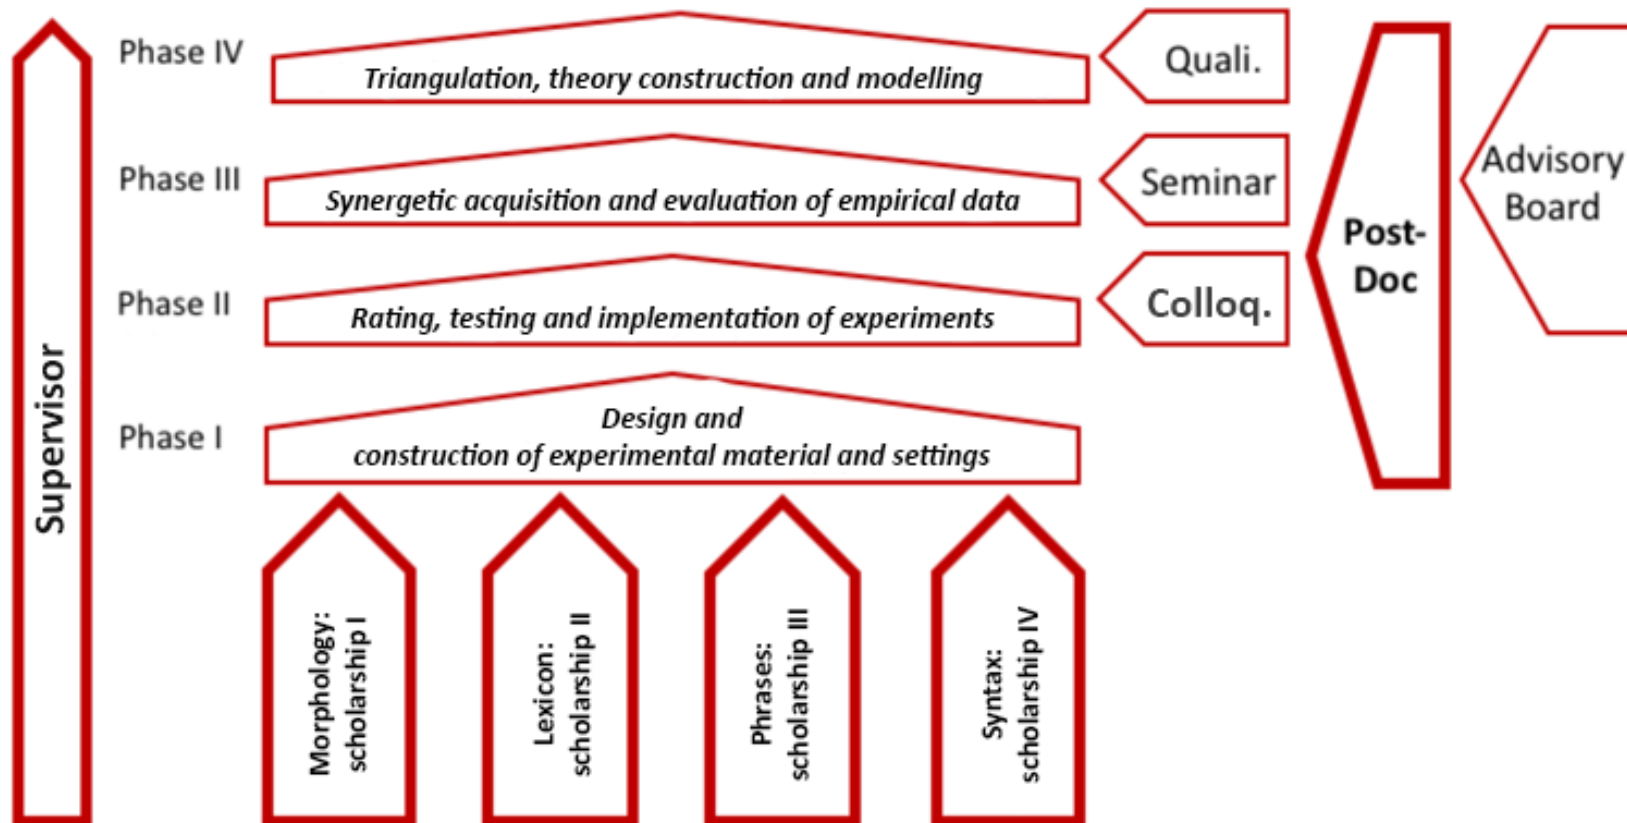 Phase IV
Triangulation, theory construction and modelling
Quali.
Phase III
Synergetic acquisition and evaluation of empirical data
Seminar
Phase II
Rating, testing and implementation of experiments
Colloq.
Phase I
Design and
construction of experimental material and settings
Supervisor
Post-
Doc
Advisory
Board
Morphology:
scholarship I
Lexicon:
scholarship II
Phrases:
scholarship III
Syntax:
scholarship IV